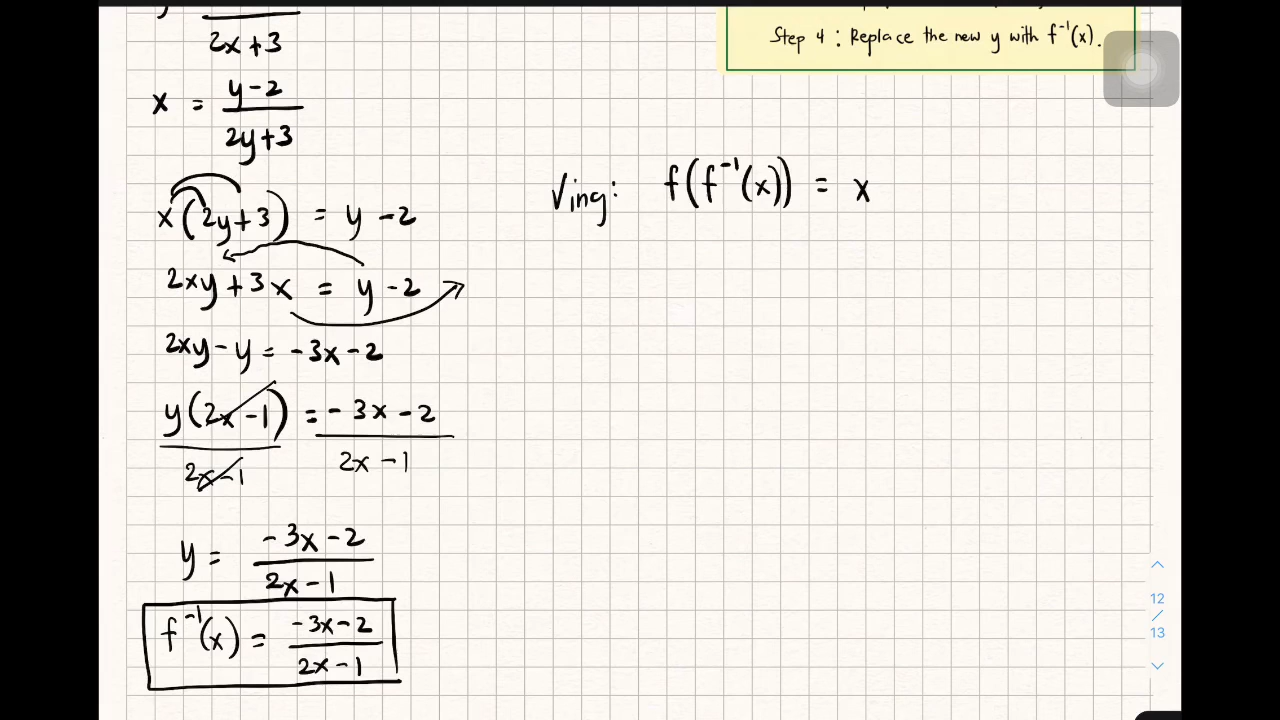 2x+3
Step 4 : Replace the new y with f⁻¹(x).
x = y-2
2y+3
x(2y+3) = y-2
2xy+3x = y-2
2xy-y = -3x-2
y(2x-1) = -3x-2
2x-1 2x-1
y = -3x-2
2x-1
f⁻¹(x) = -3x-2
2x-1
√ing: f(f⁻¹(x)) = x
12
/
13